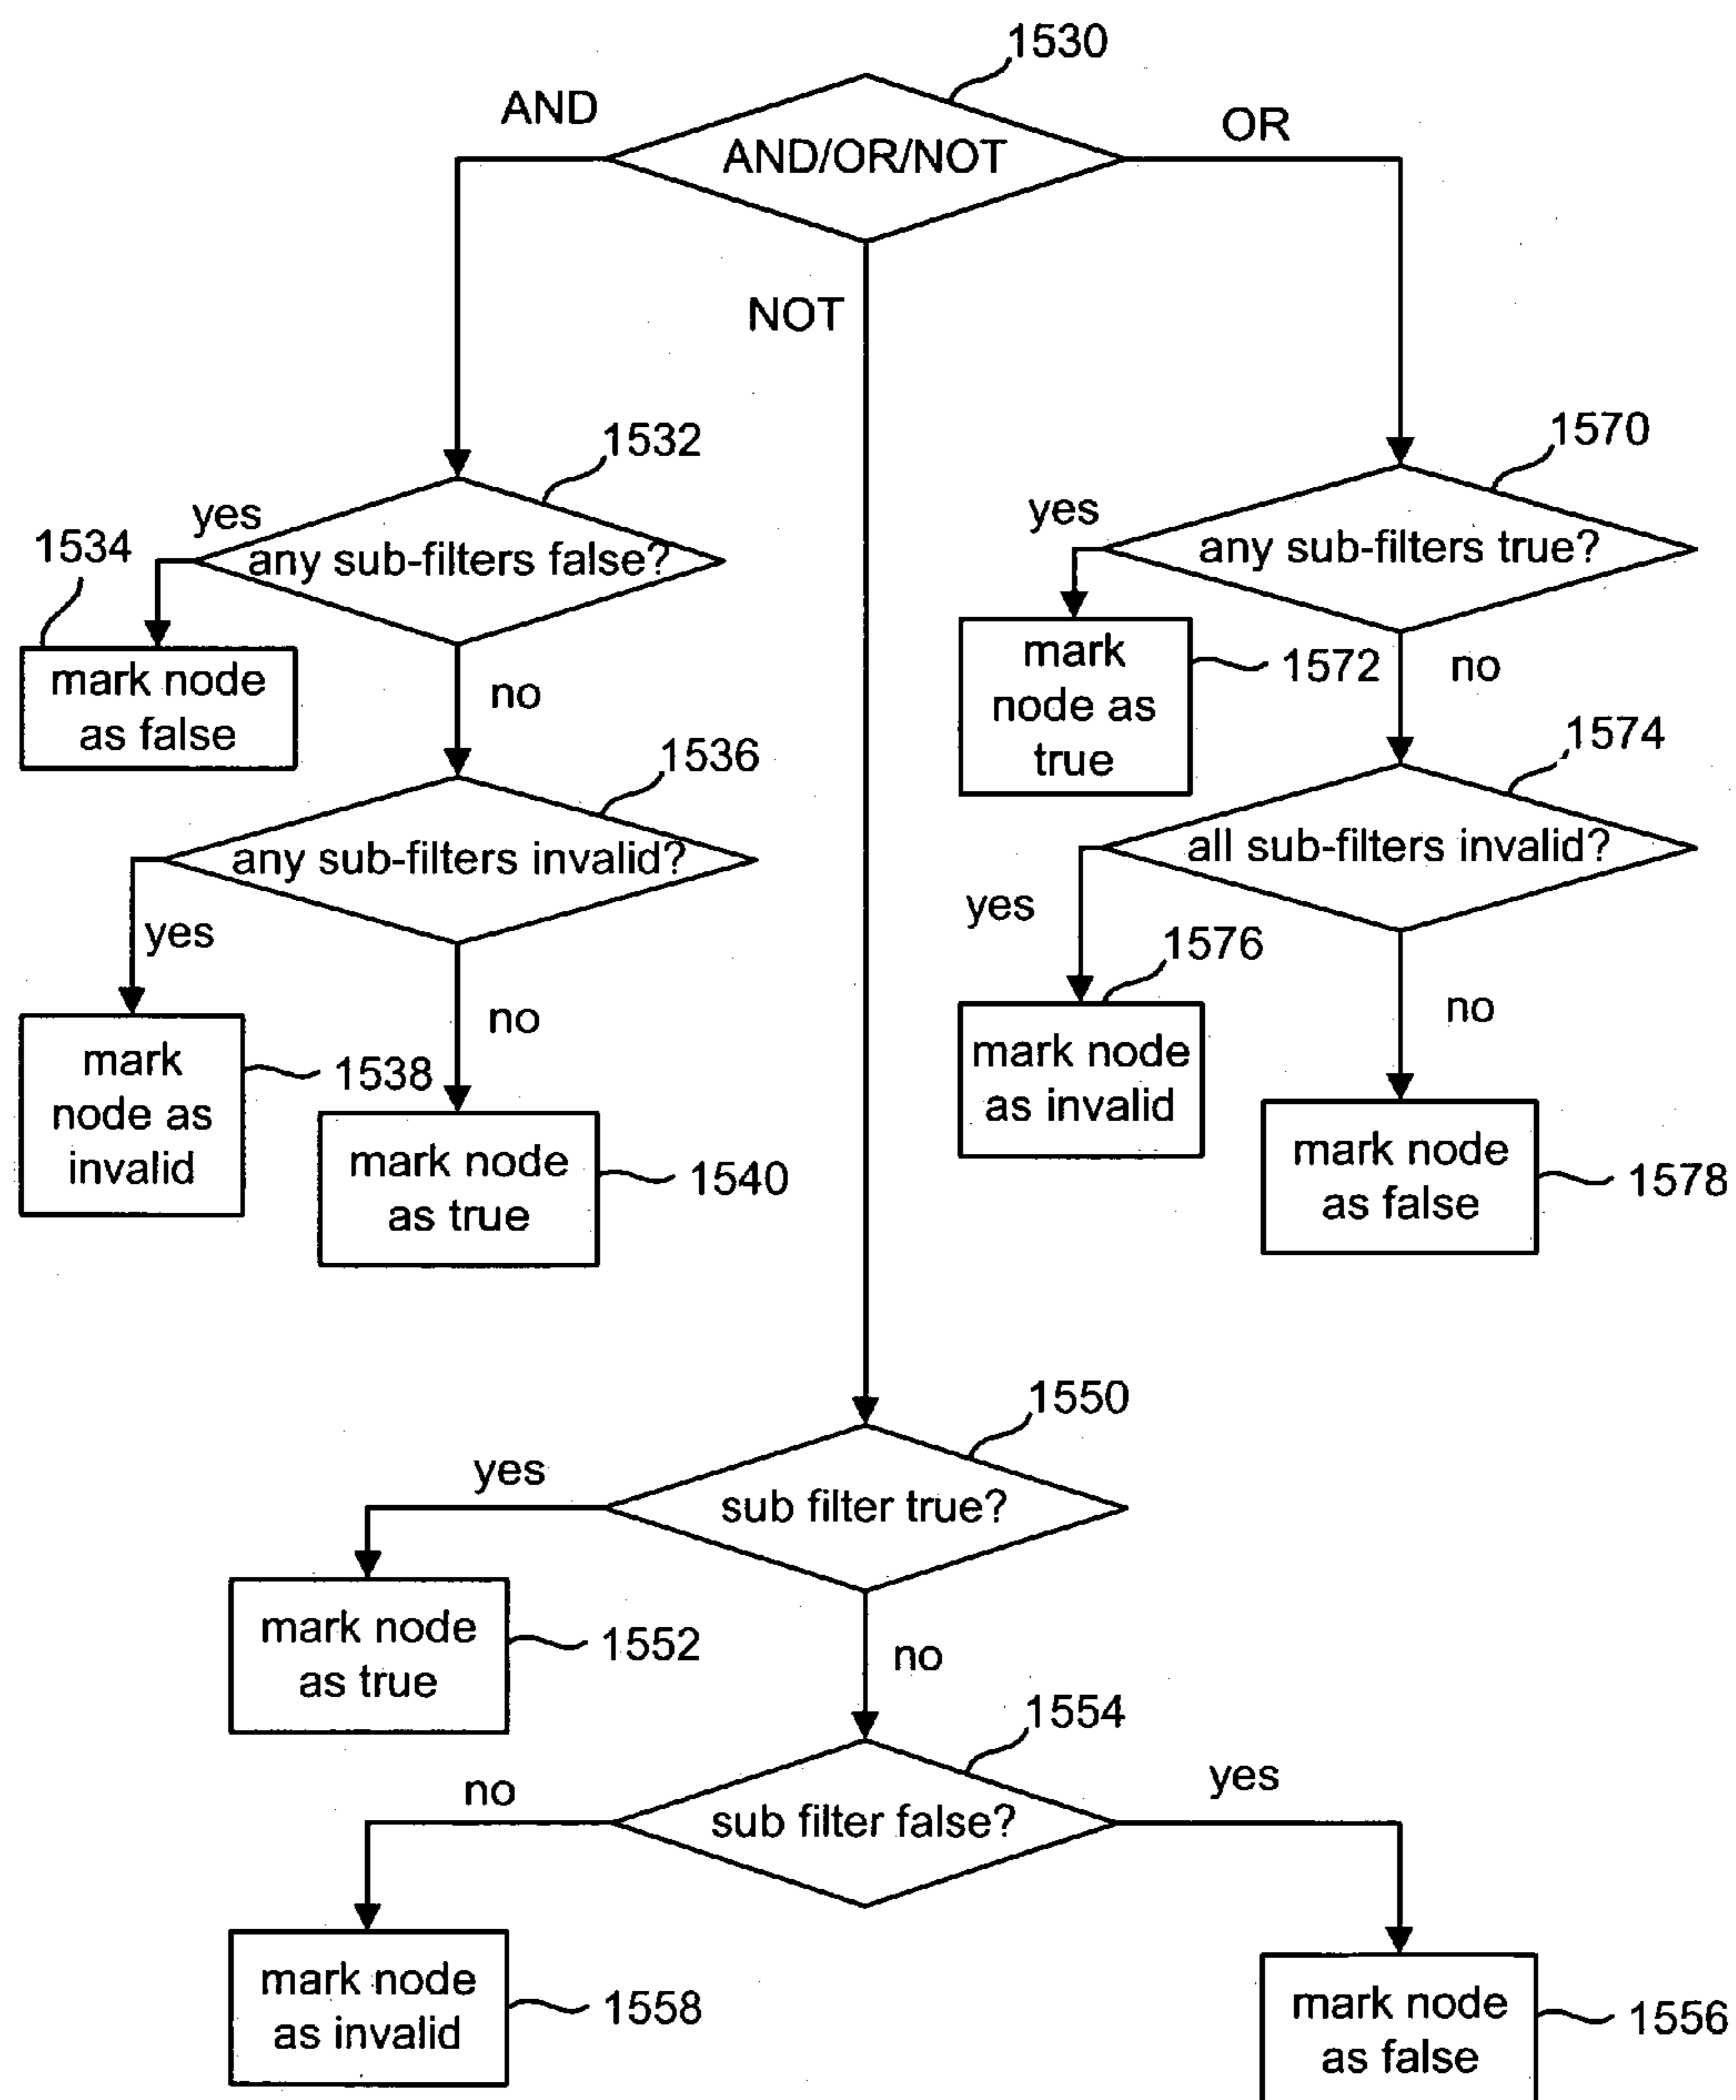 1530
AND
AND/OR/NOT
OR
NOT
1532
yes
1534
any sub-filters false?
mark node
as false
no
1536
any sub-filters invalid?
yes
mark
node as
invalid
1538
no
mark node
as true
1540
1570
yes
any sub-filters true?
mark
node as
true
1572
no
1574
all sub-filters invalid?
yes
1576
mark node
as invalid
no
mark node
as false
1578
1550
yes
sub filter true?
mark node
as true
1552
no
1554
no
sub filter false?
yes
mark node
as invalid
1558
mark node
as false
1556